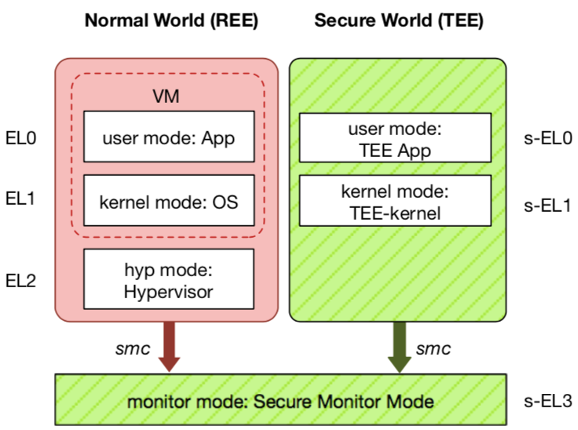 Normal World (REE)
Secure World (TEE)
VM
EL0
user mode: App
user mode:
TEE App
s-EL0
EL1
kernel mode: OS
kernel mode:
TEE-kernel
s-EL1
EL2
hyp mode:
Hypervisor
smc
smc
monitor mode: Secure Monitor Mode
s-EL3